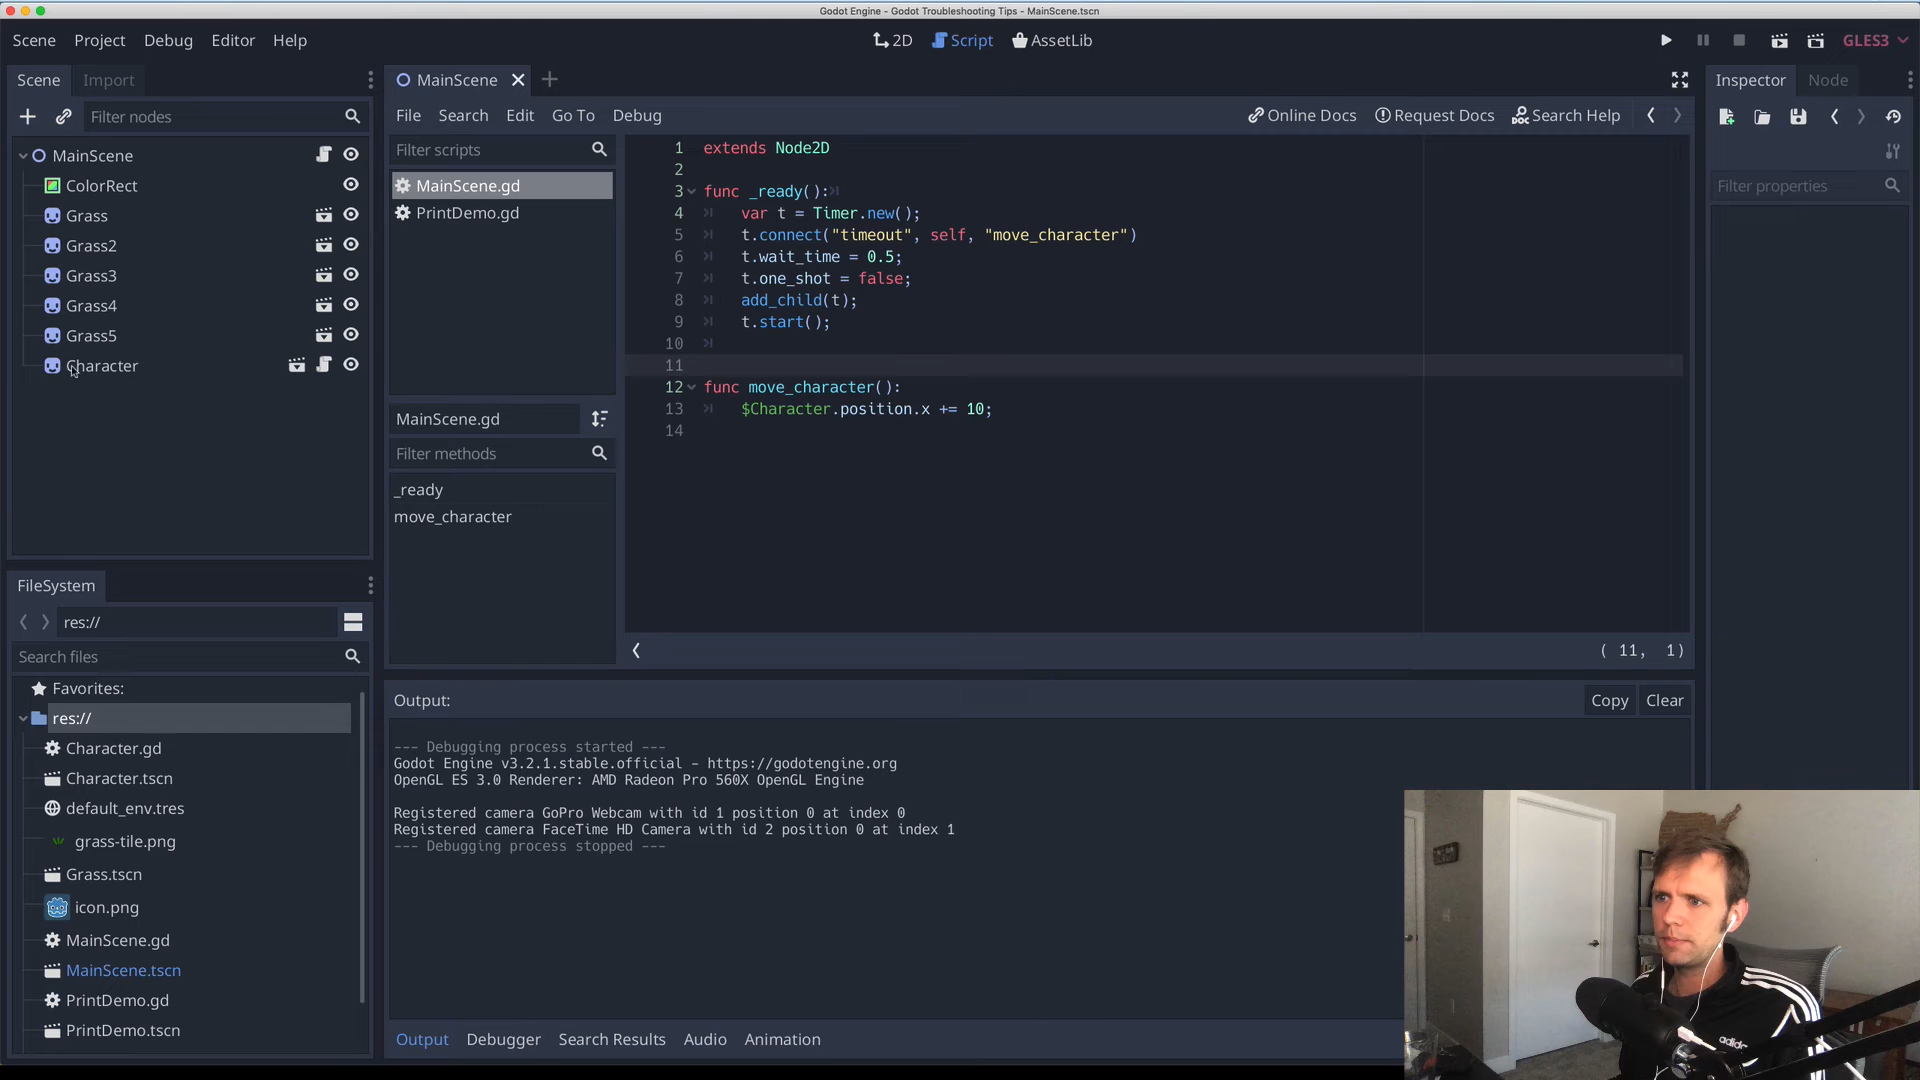 Godot Engine - Godot Troubleshooting Tips - MainScene.tscn
Scene Project Debug Editor Help
2D Script AssetLib
GLES3
Scene Import
Filter nodes
MainScene
ColorRect
Grass
Grass2
Grass3
Grass4
Grass5
Character
FileSystem
res://
Search files
Favorites:
res://
Character.gd
Character.tscn
default_env.tres
grass-tile.png
Grass.tscn
icon.png
MainScene.gd
MainScene.tscn
PrintDemo.gd
PrintDemo.tscn
MainScene
File Search Edit Go To Debug
Online Docs Request Docs Search Help
Filter scripts
MainScene.gd
PrintDemo.gd
MainScene.gd
Filter methods
_ready
move_character
1 extends Node2D
2
3 func _ready():
4 var t = Timer.new();
5 t.connect("timeout", self, "move_character")
6 t.wait_time = 0.5;
7 t.one_shot = false;
8 add_child(t);
9 t.start();
10
11
12 func move_character():
13 $Character.position.x += 10;
14
( 11, 1)
Output:
Copy Clear
--- Debugging process started ---
Godot Engine v3.2.1.stable.official - https://godotengine.org
OpenGL ES 3.0 Renderer: AMD Radeon Pro 560X OpenGL Engine
Registered camera GoPro Webcam with id 1 position 0 at index 0
Registered camera FaceTime HD Camera with id 2 position 0 at index 1
--- Debugging process stopped ---
Output Debugger Search Results Audio Animation
Inspector Node
Filter properties
adidas